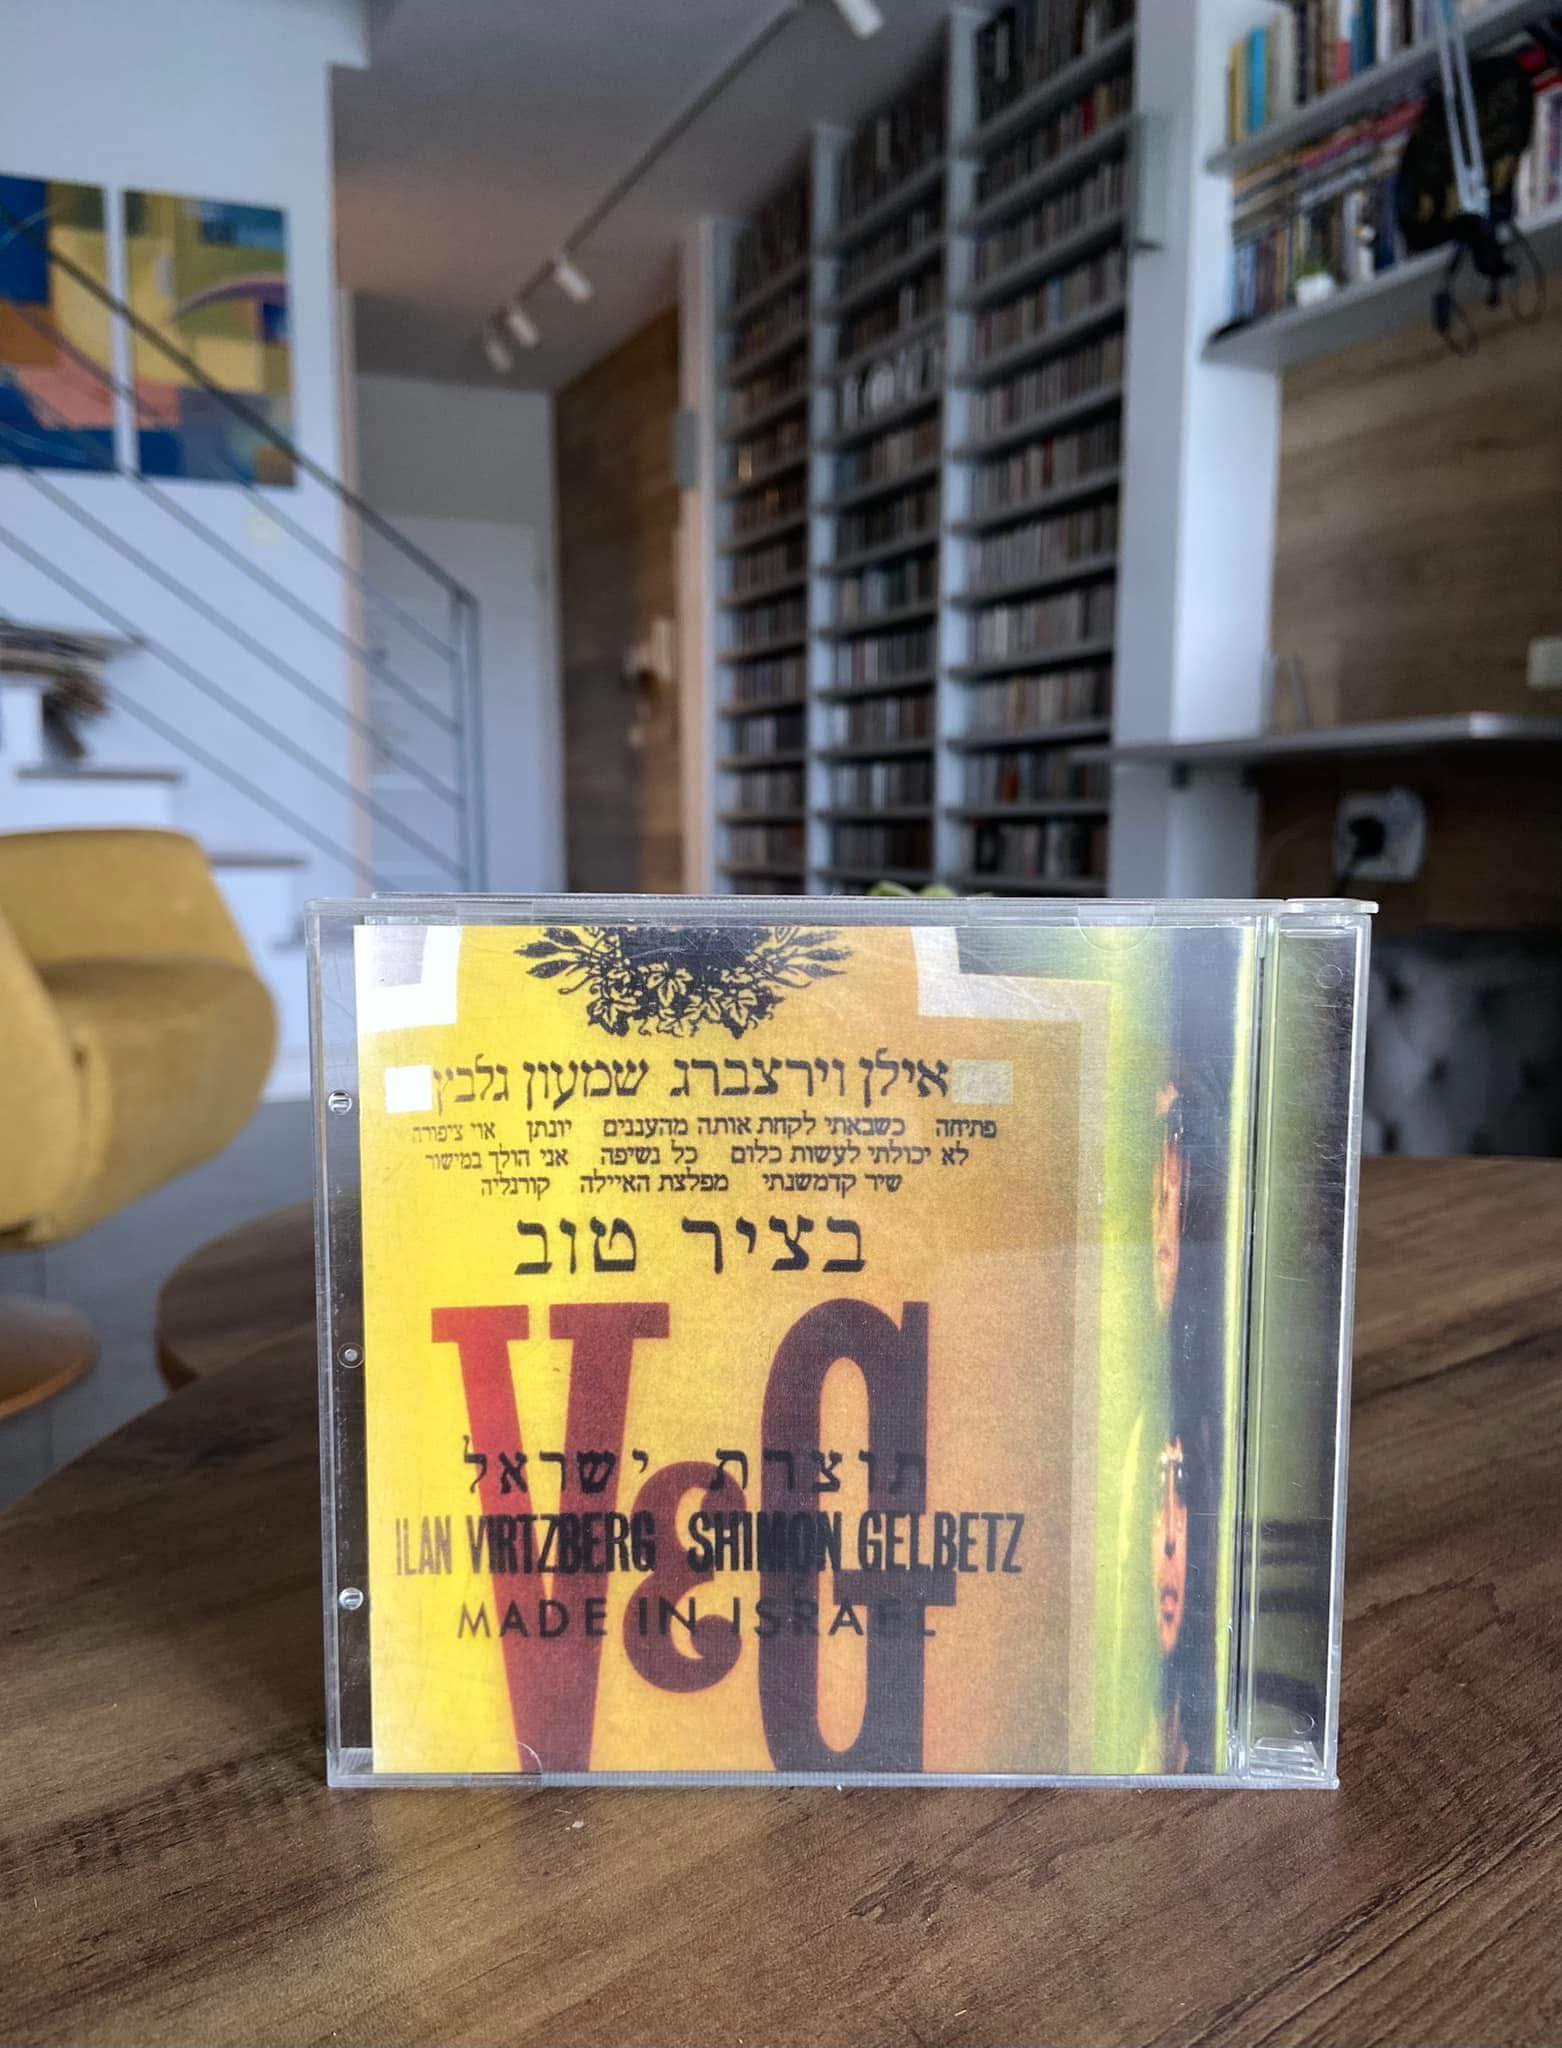 אילן וירצברג שמעון גלבץ
פתיחה כשבאתי לקחת אותה מהעננים יונתן אוי ציפורה
לא יכולתי לעשות כלום כל נשיפה אני הולך במישור
שיר קדמשנתי מפלצת האיילה קורנליה
בציר טוב
V&G
תוצרת ישראל
ILAN VIRTZBERG SHIMON GELBETZ
MADE IN ISRAEL